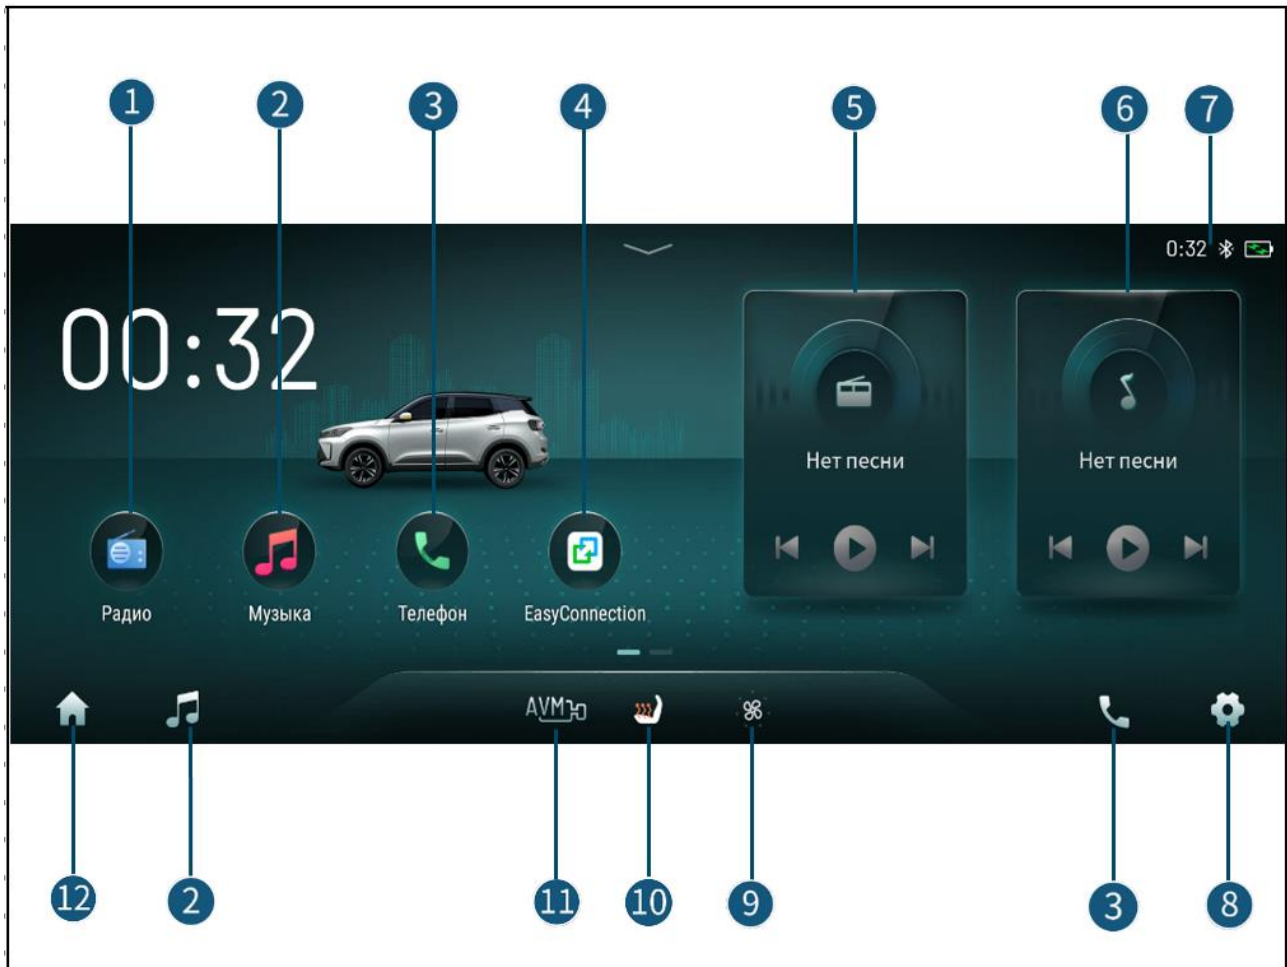 1 2 3 4 5 6 7
0:32
00:32
Нет песни
Нет песни
Радио
Музыка
Телефон
EasyConnection
AVM
12 2 11 10 9 3 8